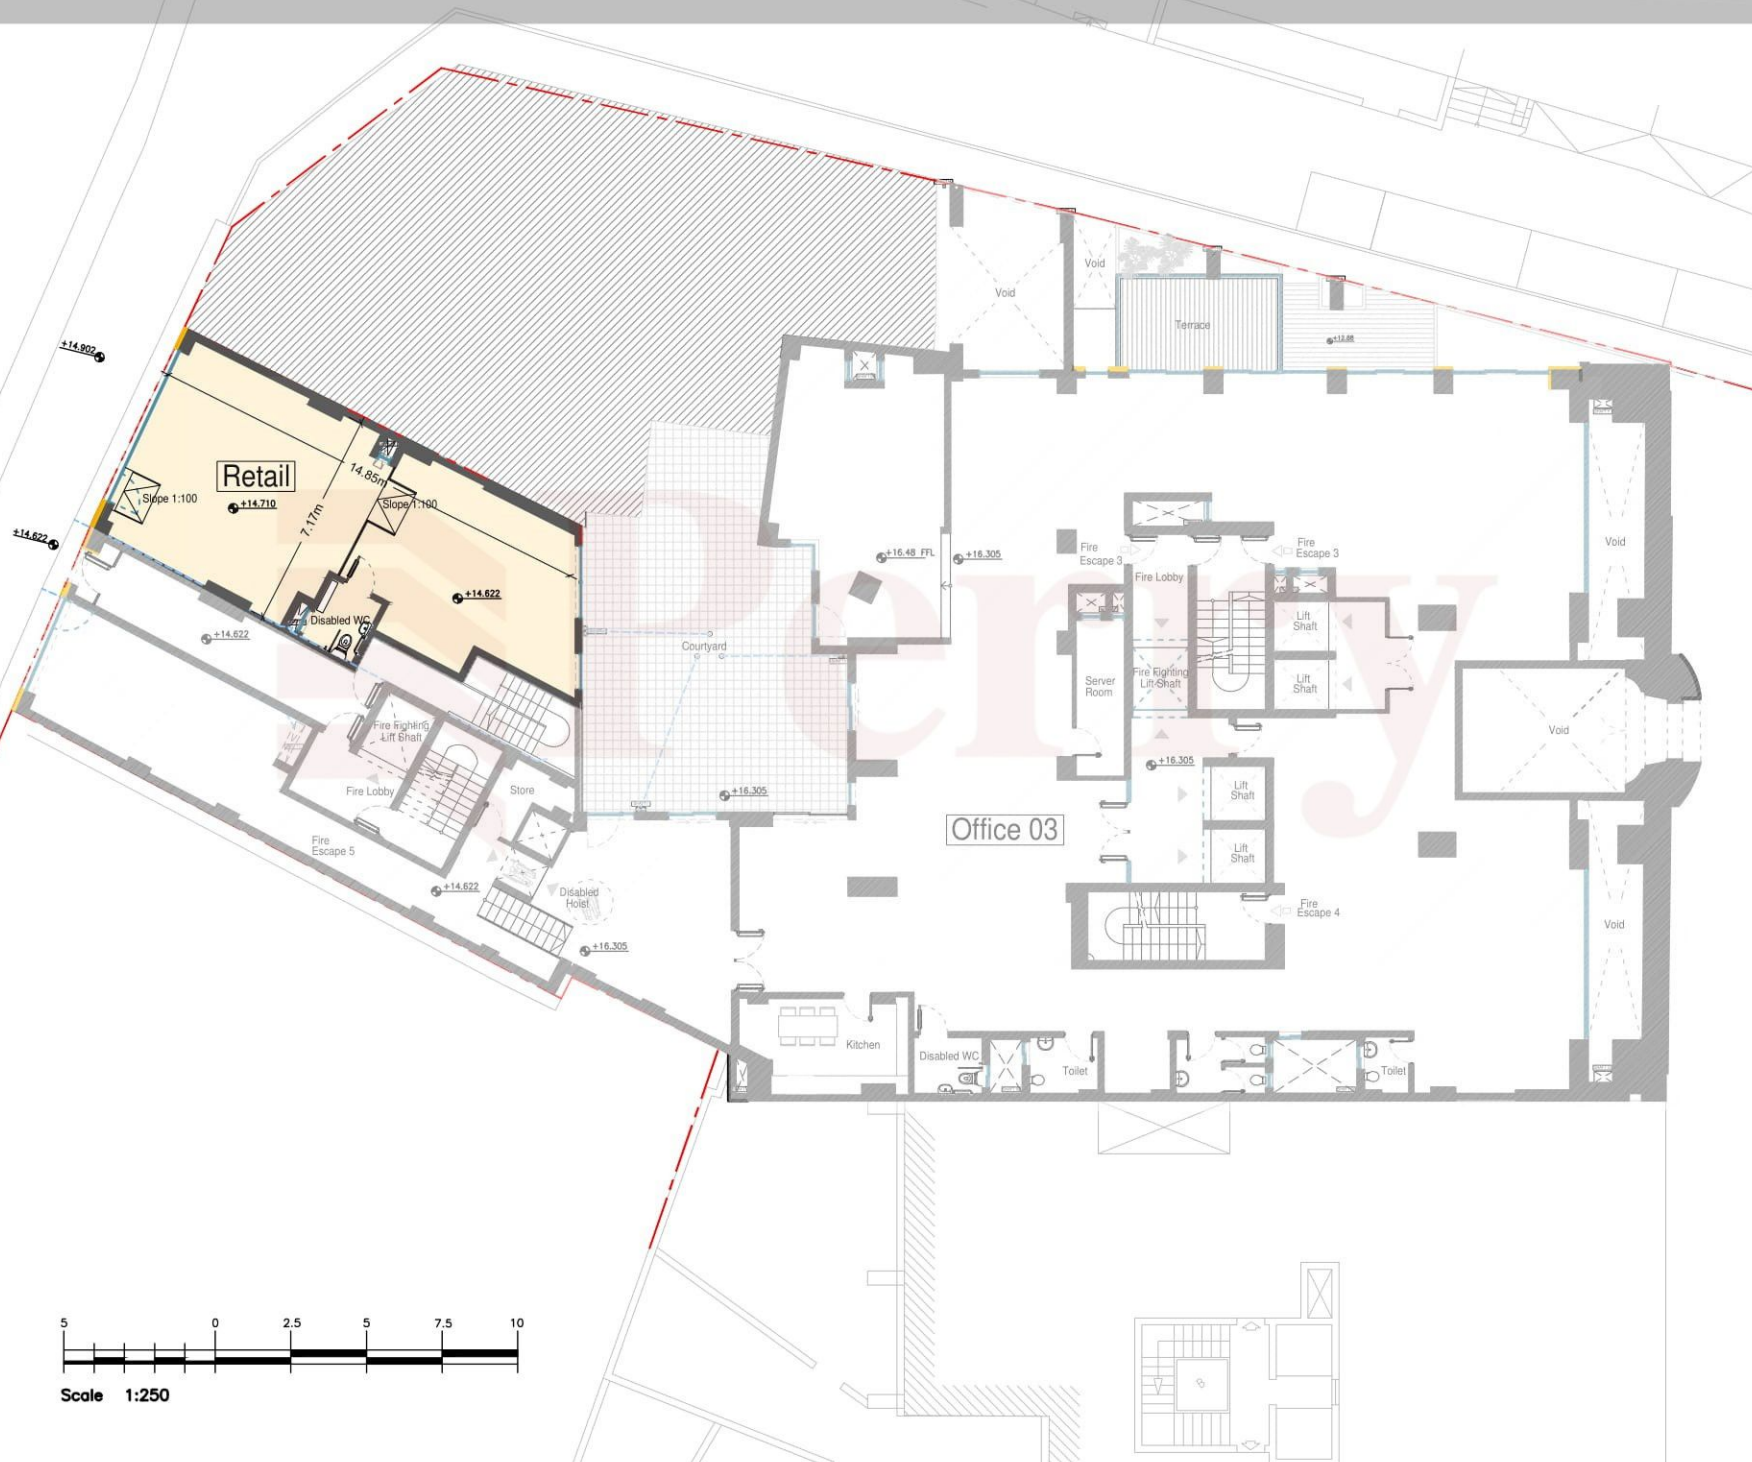 Void
Void
Terrace
+12.88
+14.902
Retail
14.85m
Slope 1:100
Slope 1:100
+14.710
7.17m
+14.622
+14.622
Disabled WC
+14.622
+16.48 FFL
+16.305
Fire
Escape 3
Fire
Escape 3
Fire Lobby
Void
Lift
Shaft
Courtyard
Server
Room
Fire Fighting
Lift Shaft
Lift
Shaft
Perry
Void
Fire Fighting
Lift Shaft
Fire Lobby
Store
+16.305
+16.305
Lift
Shaft
Office 03
Lift
Shaft
Fire
Escape 5
+14.622
Disabled
Hoist
Fire
Escape 4
Void
+16.305
Kitchen
Disabled WC
Toilet
Toilet
5 0 2.5 5 7.5 10
Scale 1:250